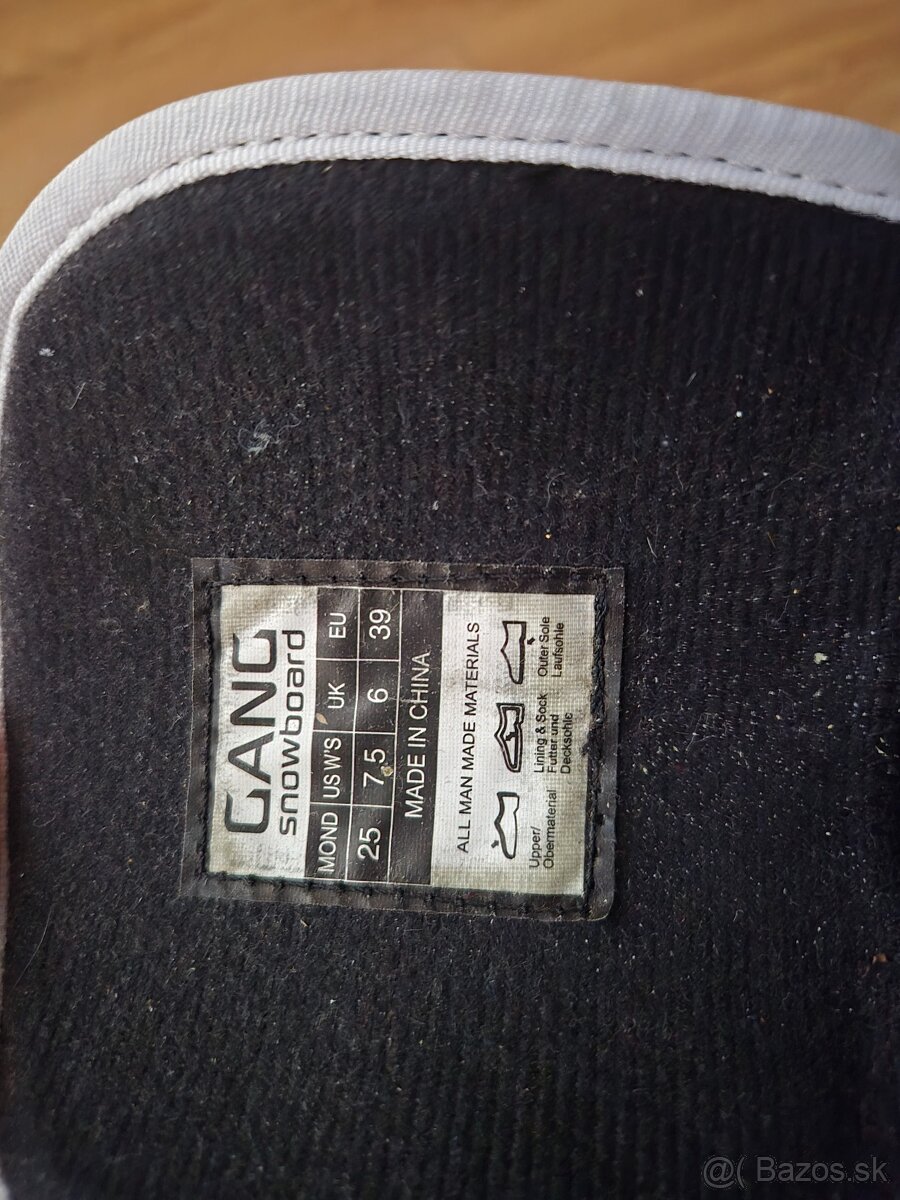 GANG
snowboard
MOND US W'S UK EU
25 7.5 6 39
MADE IN CHINA
ALL MAN MADE MATERIALS
Upper/
Obermaterial
Lining & Sock
Futter und
Decksohle
Outer Sole
Laufsohle
@( Bazos.sk